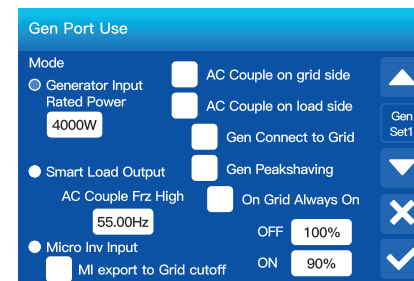 Gen Port Use
Mode
Generator Input
Rated Power
4000W
AC Couple on grid side
AC Couple on load side
Gen Connect to Grid
Gen
Set1
Smart Load Output
Gen Peakshaving
AC Couple Frz High
On Grid Always On
55.00Hz
OFF 100%
Micro Inv Input
MI export to Grid cutoff
ON 90%